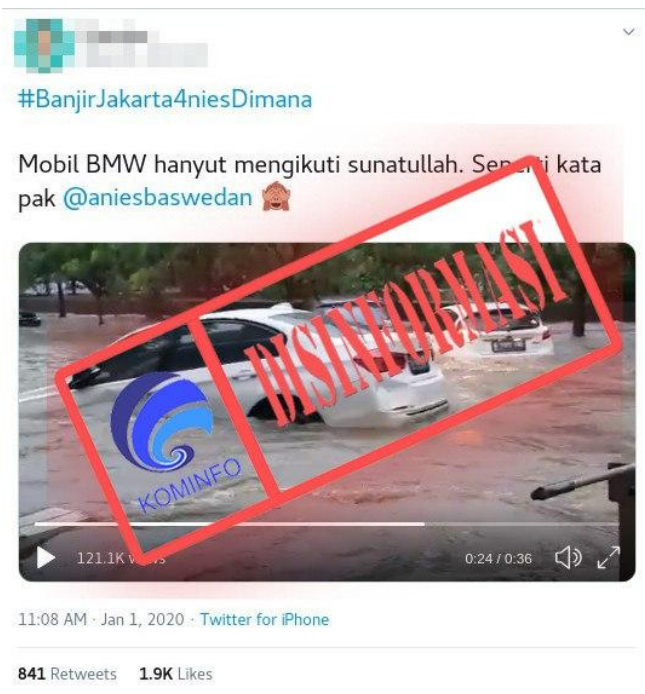 #BanjirJakarta4niesDimana
Mobil BMW hanyut mengikuti sunatullah. Seperti kata
pak @aniesbaswedan
DISINFORMASI
KOMINFO
121.1K views
0:24 / 0:36
11:08 AM · Jan 1, 2020 · Twitter for iPhone
841 Retweets 1.9K Likes